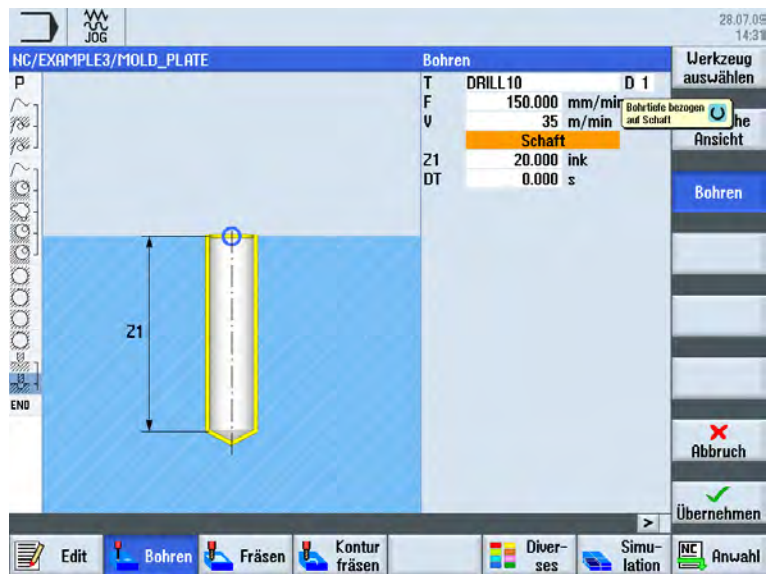 JOG
28.07.09
14:31
NC/EXAMPLE3/MOLD_PLATE
Bohren
Werkzeug
auswählen
P
T DRILL10 D 1
F 150.000 mm/min
V 35 m/min
Bohrtiefe bezogen
auf Schaft
he
Ansicht
Schaft
Z1 20.000 ink
DT 0.000 s
Bohren
Z1
END
Abbruch
Übernehmen
>
Edit
Bohren
Fräsen
Kontur
fräsen
Diver-
ses
Simu-
lation
NC
Anwahl